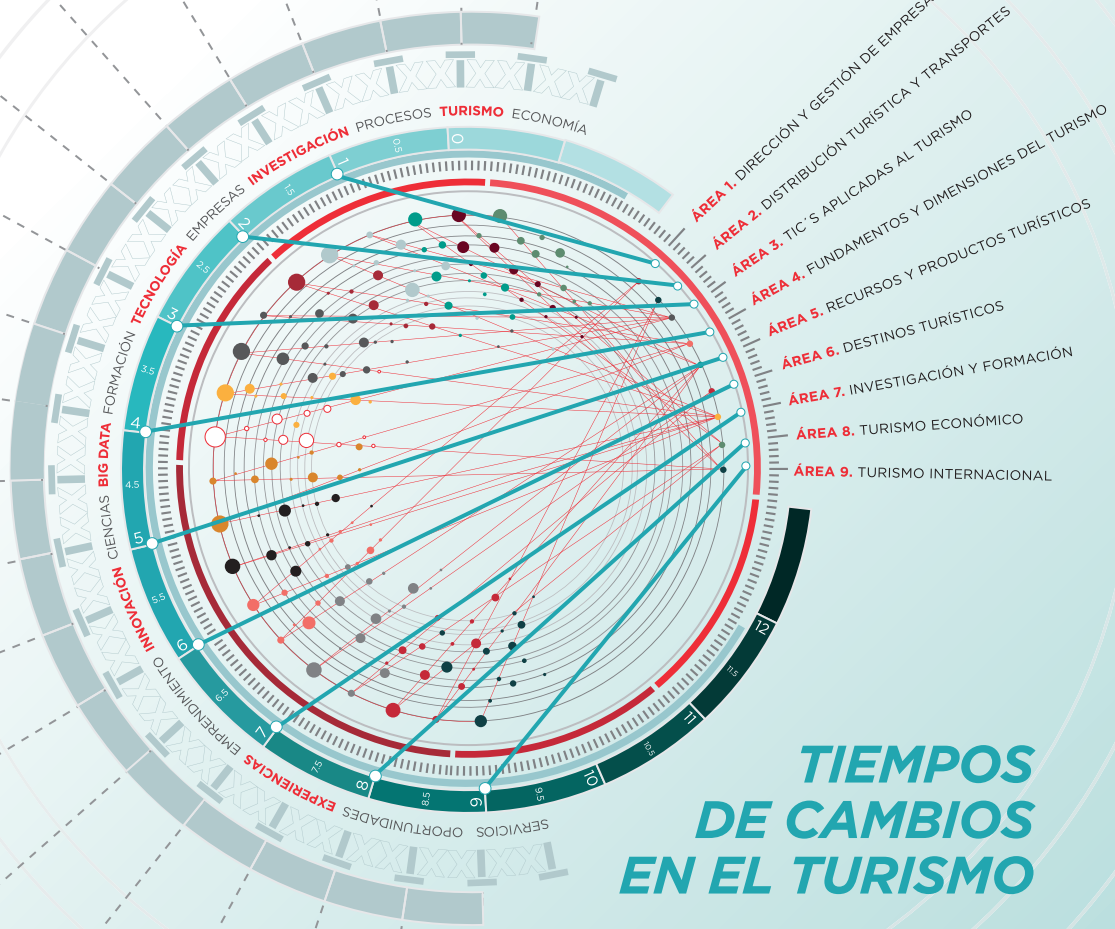 ECONOMÍA
TURISMO
PROCESOS
INVESTIGACIÓN
EMPRESAS
TECNOLOGÍA
FORMACIÓN
BIG DATA
CIENCIAS
INNOVACIÓN
EMPRENDIMIENTO
EXPERIENCIAS
OPORTUNIDADES
SERVICIOS
0
0.5
1
1.5
2
2.5
3
3.5
4
4.5
5
5.5
6
6.5
7
7.5
8
8.5
9
9.5
10
10.5
11
11.5
12
ÁREA 1. DIRECCIÓN Y GESTIÓN DE EMPRESA
ÁREA 2. DISTRIBUCIÓN TURÍSTICA Y TRANSPORTES
ÁREA 3. TIC´S APLICADAS AL TURISMO
ÁREA 4. FUNDAMENTOS Y DIMENSIONES DEL TURISMO
ÁREA 5. RECURSOS Y PRODUCTOS TURÍSTICOS
ÁREA 6. DESTINOS TURÍSTICOS
ÁREA 7. INVESTIGACIÓN Y FORMACIÓN
ÁREA 8. TURISMO ECONÓMICO
ÁREA 9. TURISMO INTERNACIONAL
TIEMPOS
DE CAMBIOS
EN EL TURISMO